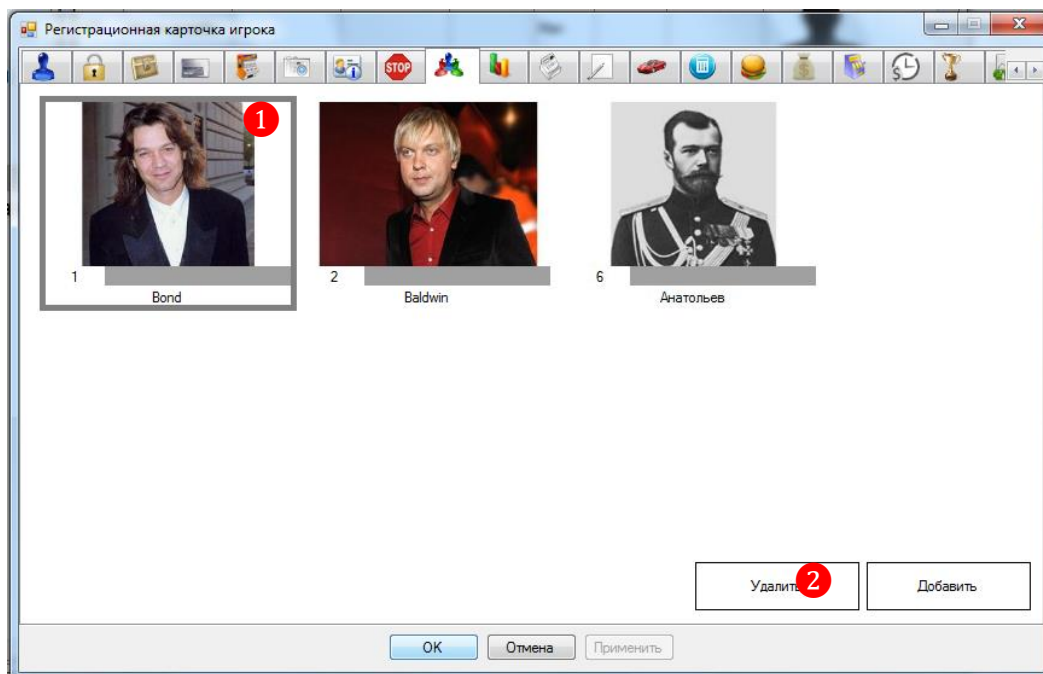 Регистрационная карточка игрока
STOP
1
1
Bond
2
Baldwin
6
Анатольев
Удалить
2
Добавить
OK
Отмена
Применить